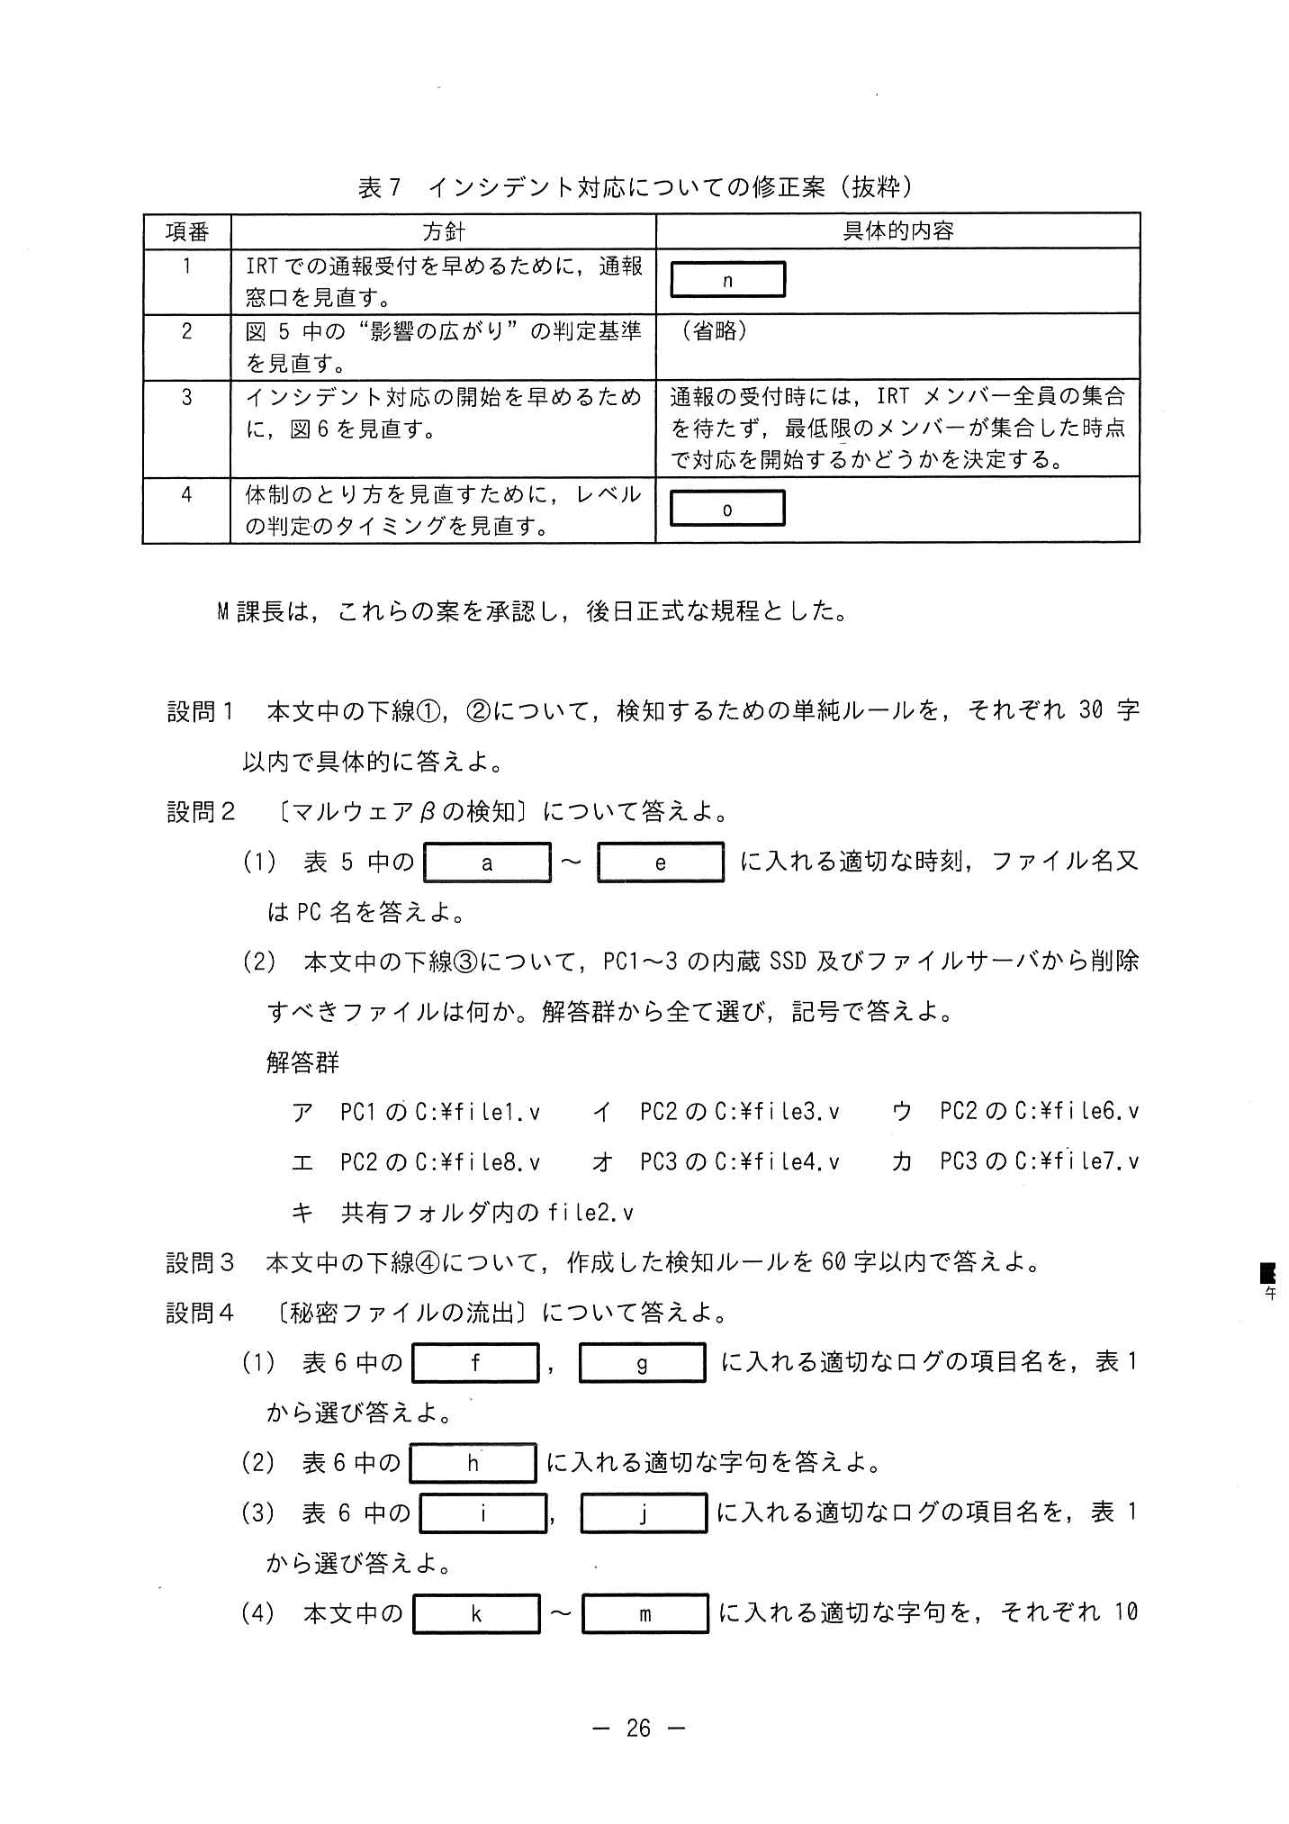 表7　インシデント対応についての修正案（抜粋）
項番　方針　具体的内容
1　IRTでの通報受付を早めるために，通報　n
窓口を見直す。
2　図5中の“影響の広がり”の判定基準　（省略）
を見直す。
3　インシデント対応の開始を早めるため　通報の受付時には，IRTメンバー全員の集合
に，図6を見直す。　を待たず，最低限のメンバーが集合した時点
で対応を開始するかどうかを決定する。
4　体制のとり方を見直すために，レベル　o
の判定のタイミングを見直す。
M課長は，これらの案を承認し，後日正式な規程とした。
設問1　本文中の下線①，②について，検知するための単純ルールを，それぞれ30字
以内で具体的に答えよ。
設問2　〔マルウェアβの検知〕について答えよ。
(1)　表5中の a ～ e に入れる適切な時刻，ファイル名又
はPC名を答えよ。
(2)　本文中の下線③について，PC1～3の内蔵SSD及びファイルサーバから削除
すべきファイルは何か。解答群から全て選び，記号で答えよ。
解答群
ア　PC1のC:¥file1.v　イ　PC2のC:¥file3.v　ウ　PC2のC:¥file6.v
エ　PC2のC:¥file8.v　オ　PC3のC:¥file4.v　カ　PC3のC:¥file7.v
キ　共有フォルダ内のfile2.v
設問3　本文中の下線④について，作成した検知ルールを60字以内で答えよ。
設問4　〔秘密ファイルの流出〕について答えよ。
(1)　表6中の f ， g に入れる適切なログの項目名を，表1
から選び答えよ。
(2)　表6中の h に入れる適切な字句を答えよ。
(3)　表6中の i ， j に入れる適切なログの項目名を，表1
から選び答えよ。
(4)　本文中の k ～ m に入れる適切な字句を，それぞれ10
－ 26 －